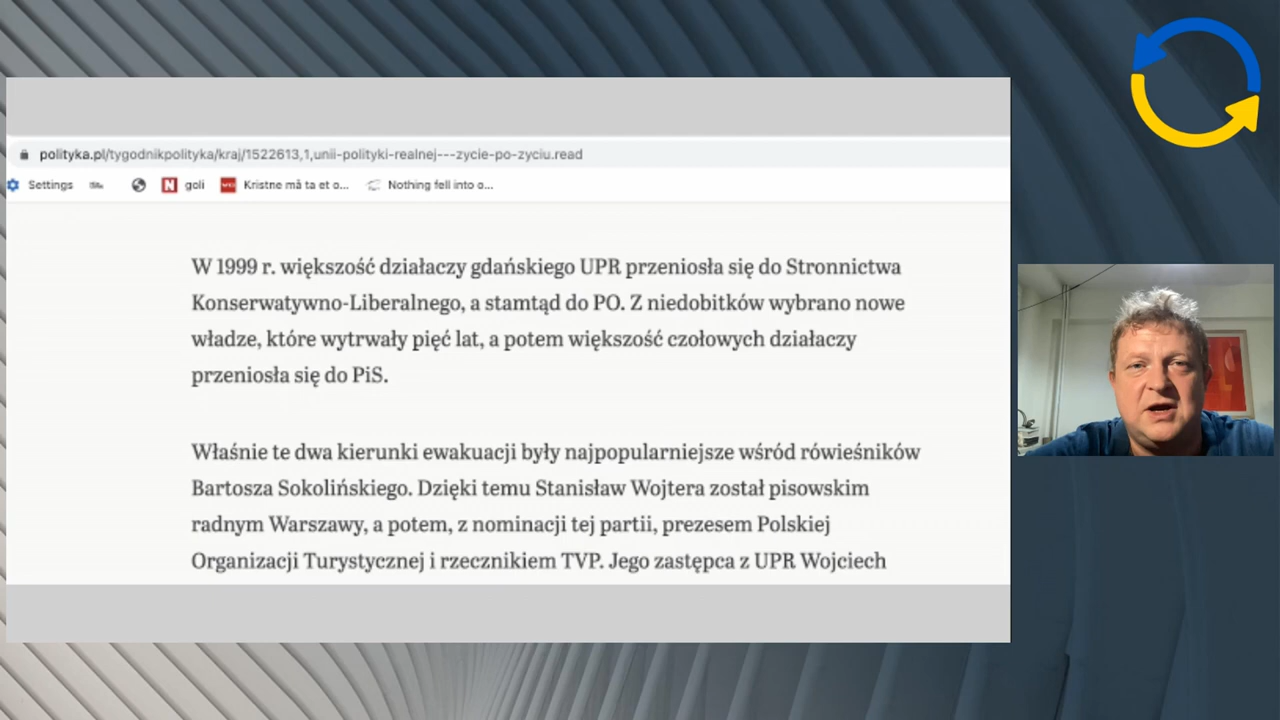 polityka.pl/tygodnikpolityka/kraj/1522613,1,unii-polityki-realnej---zycie-po-zyciu.read
Settings
N goli
Kristne må ta et o...
Nothing fell into o...
W 1999 r. większość działaczy gdańskiego UPR przeniosła się do Stronnictwa
Konserwatywno-Liberalnego, a stamtąd do PO. Z niedobitków wybrano nowe
władze, które wytrwały pięć lat, a potem większość czołowych działaczy
przeniosła się do PiS.
Właśnie te dwa kierunki ewakuacji były najpopularniejsze wśród rówieśników
Bartosza Sokolińskiego. Dzięki temu Stanisław Wojtera został pisowskim
radnym Warszawy, a potem, z nominacji tej partii, prezesem Polskiej
Organizacji Turystycznej i rzecznikiem TVP. Jego zastępca z UPR Wojciech